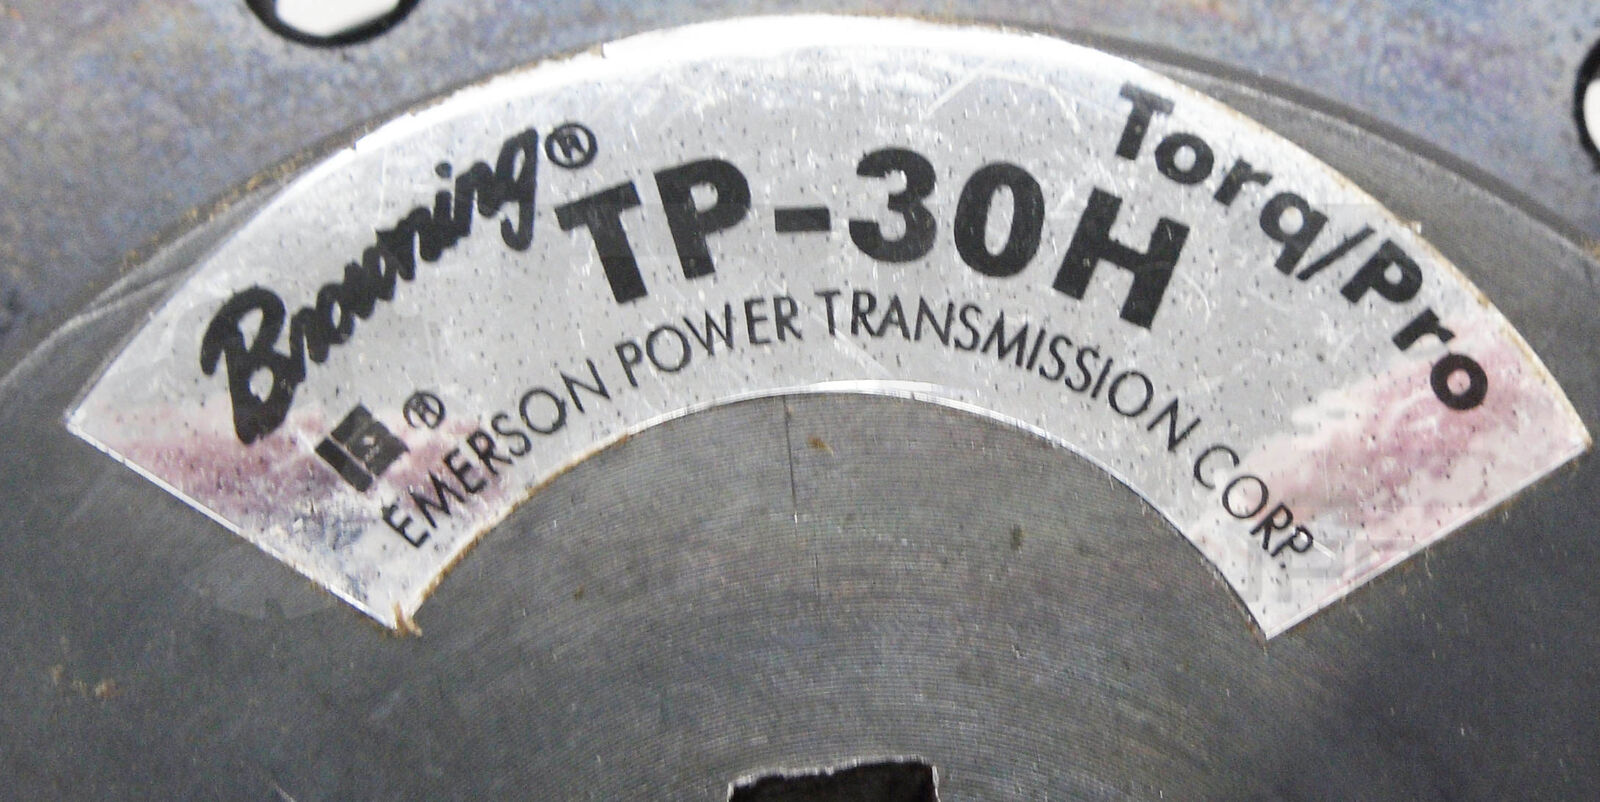 Browning®
TP-30H
Torq/Pro
E ®
EMERSON POWER TRANSMISSION CORP.